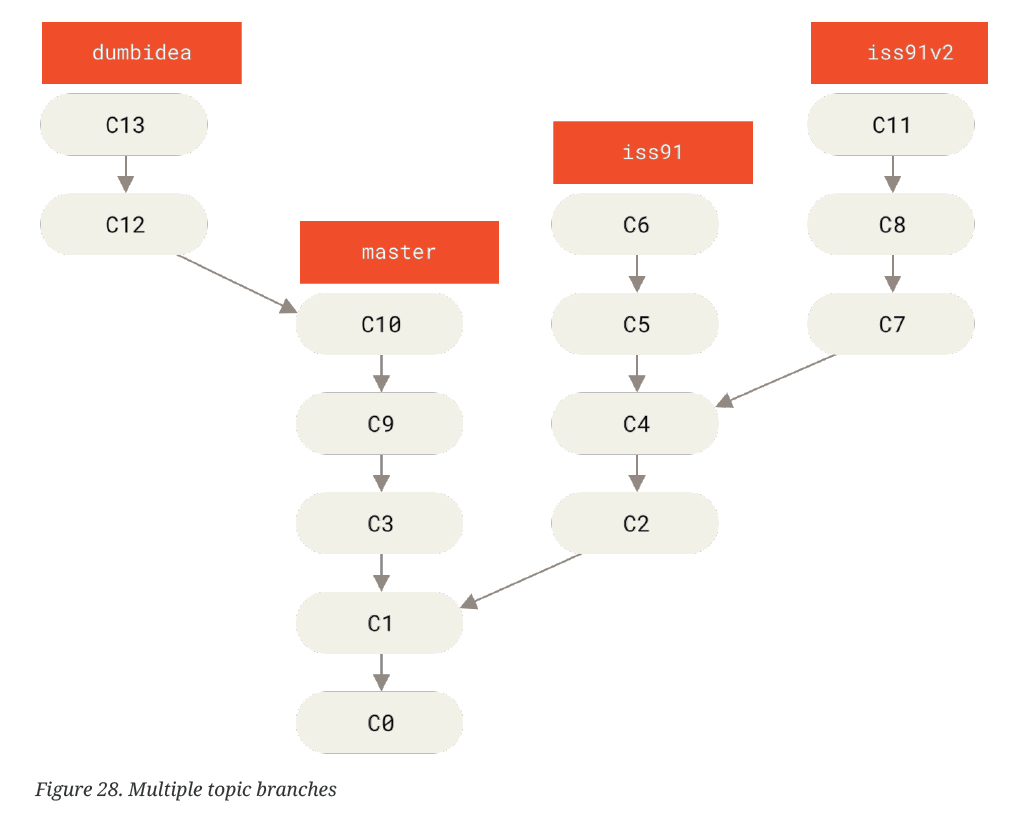 dumbidea
iss91v2
C13
C11
iss91
C12
C6
C8
master
C10
C5
C7
C9
C4
C3
C2
C1
C0
Figure 28. Multiple topic branches